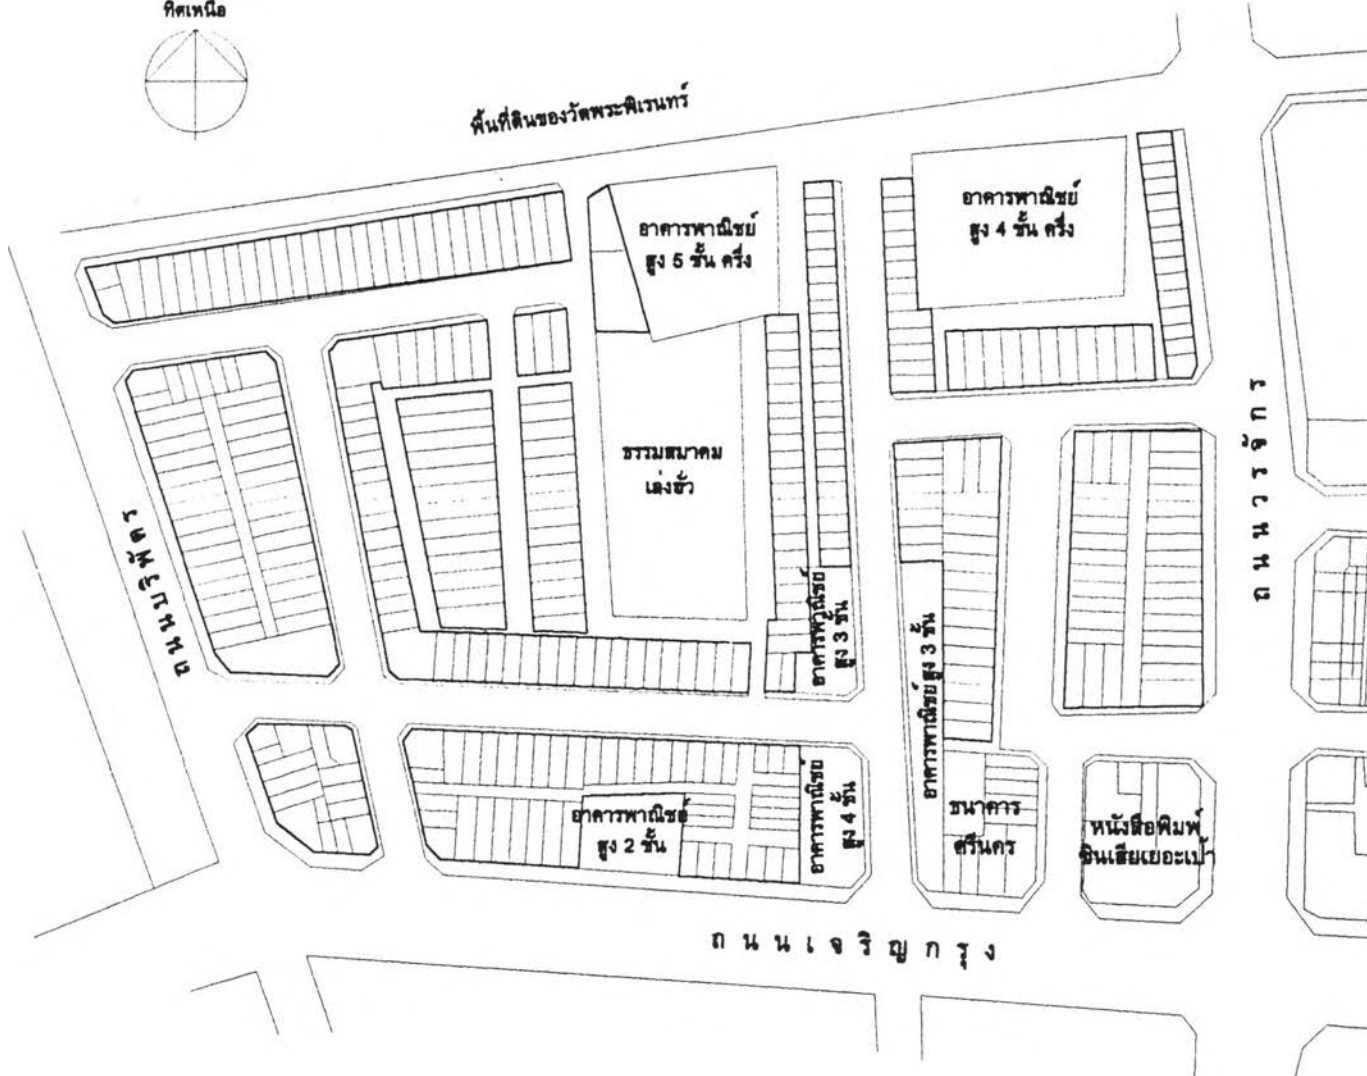 ทิศเหนือ
พื้นที่ดินของวัดพระพิเรนทร์
อาคารพาณิชย์
สูง 5 ชั้น ครึ่ง
อาคารพาณิชย์
สูง 4 ชั้น ครึ่ง
ธรรมสมาคม
เล่งฮั่ว
ถนนบริพัตร
ถนนวรจักร
อาคารพาณิชย์
สูง 3 ชั้น
อาคารพาณิชย์สูง 3 ชั้น
อาคารพาณิชย์
สูง 2 ชั้น
อาคารพาณิชย์
สูง 4 ชั้น
ธนาคาร
ศรีนคร
หนังสือพิมพ์
ซินเสียเยอะเป้า
ถนนเจริญกรุง